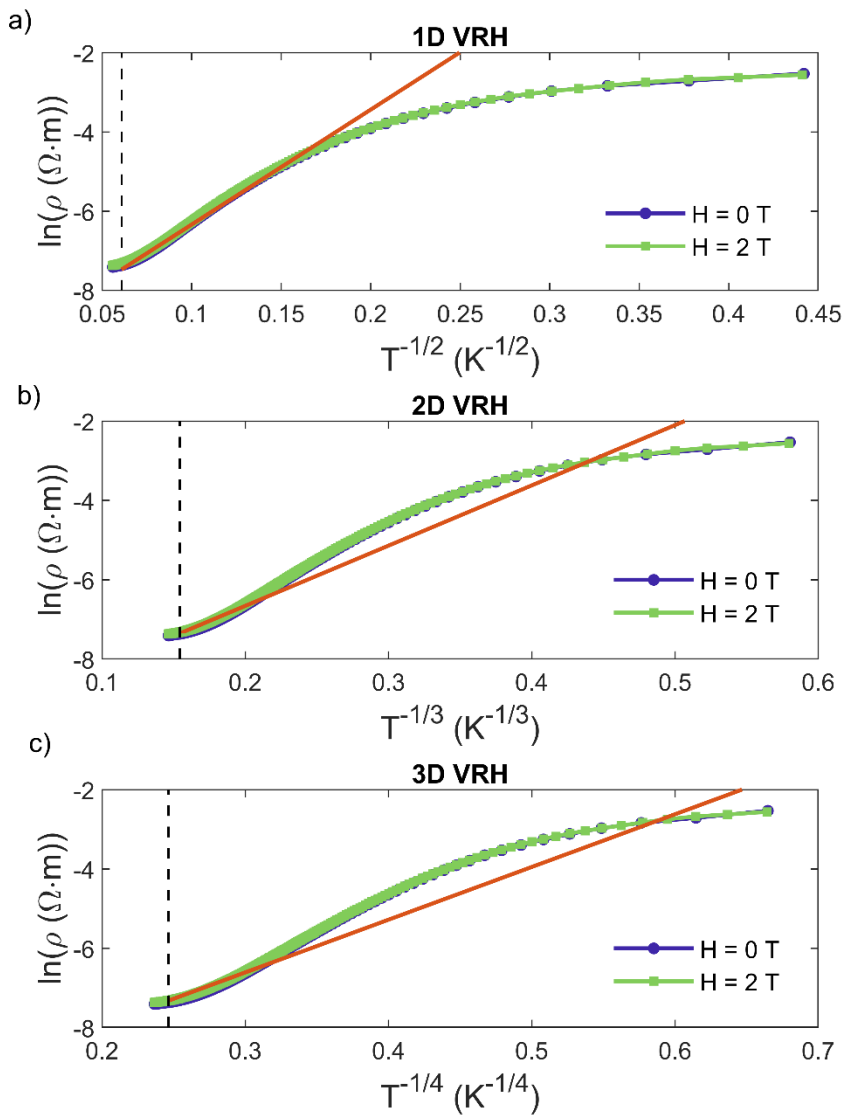 a)
1D VRH
-2
-4
-6
-8
ln(ρ (Ω·m))
H = 0 T
H = 2 T
0.05 0.1 0.15 0.2 0.25 0.3 0.35 0.4 0.45
T^-1/2 (K^-1/2)
b)
2D VRH
-2
-4
-6
-8
ln(ρ (Ω·m))
H = 0 T
H = 2 T
0.1 0.2 0.3 0.4 0.5 0.6
T^-1/3 (K^-1/3)
c)
3D VRH
-2
-4
-6
-8
ln(ρ (Ω·m))
H = 0 T
H = 2 T
0.2 0.3 0.4 0.5 0.6 0.7
T^-1/4 (K^-1/4)